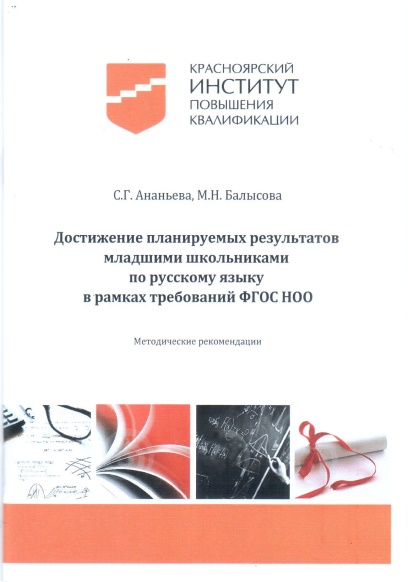 КРАСНОЯРСКИЙ
ИНСТИТУТ
ПОВЫШЕНИЯ
КВАЛИФИКАЦИИ
С.Г. Ананьева, М.Н. Балысова
Достижение планируемых результатов
младшими школьниками
по русскому языку
в рамках требований ФГОС НОО
Методические рекомендации